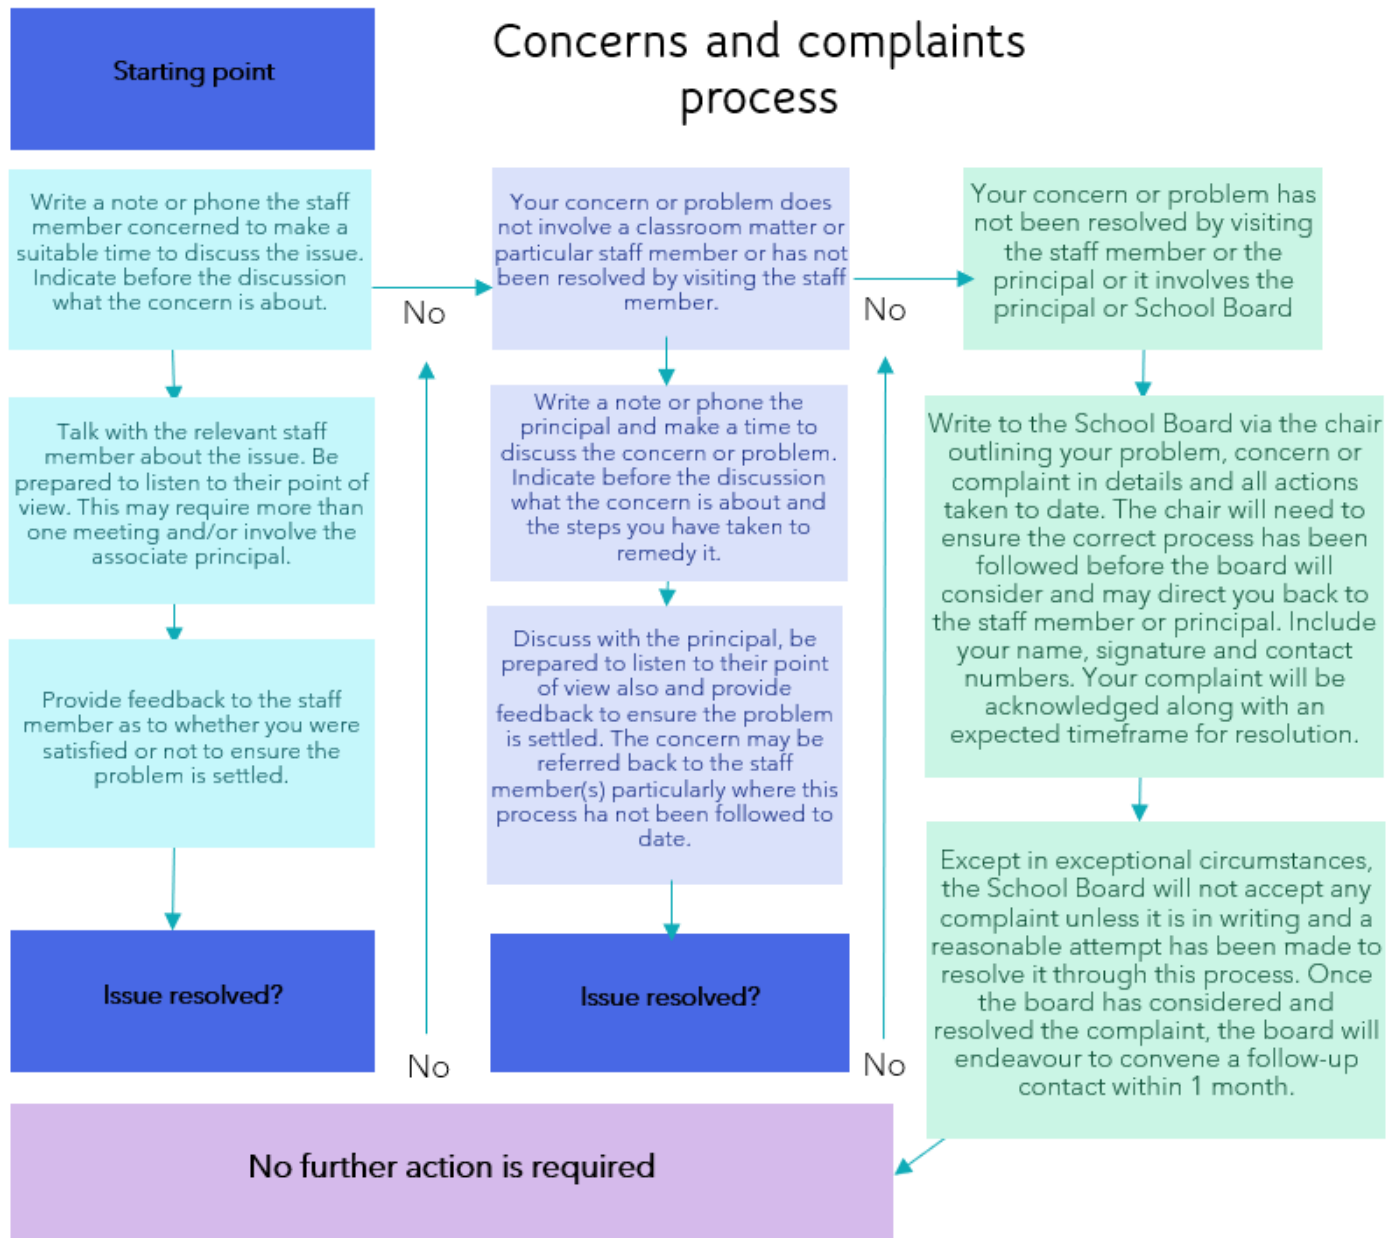 Starting point
Concerns and complaints
process
Write a note or phone the staff
member concerned to make a
suitable time to discuss the issue.
Indicate before the discussion
what the concern is about.
No
Talk with the relevant staff
member about the issue. Be
prepared to listen to their point of
view. This may require more than
one meeting and/or involve the
associate principal.
Provide feedback to the staff
member as to whether you were
satisfied or not to ensure the
problem is settled.
Issue resolved?
No
Your concern or problem does
not involve a classroom matter or
particular staff member or has not
been resolved by visiting the staff
member.
No
Write a note or phone the
principal and make a time to
discuss the concern or problem.
Indicate before the discussion
what the concern is about and
the steps you have taken to
remedy it.
Discuss with the principal, be
prepared to listen to their point
of view also and provide
feedback to ensure the problem
is settled. The concern may be
referred back to the staff
member(s) particularly where this
process ha not been followed to
date.
Issue resolved?
No
Your concern or problem has
not been resolved by visiting
the staff member or the
principal or it involves the
principal or School Board
Write to the School Board via the chair
outlining your problem, concern or
complaint in details and all actions
taken to date. The chair will need to
ensure the correct process has been
followed before the board will
consider and may direct you back to
the staff member or principal. Include
your name, signature and contact
numbers. Your complaint will be
acknowledged along with an
expected timeframe for resolution.
Except in exceptional circumstances,
the School Board will not accept any
complaint unless it is in writing and a
reasonable attempt has been made to
resolve it through this process. Once
the board has considered and
resolved the complaint, the board will
endeavour to convene a follow-up
contact within 1 month.
No further action is required